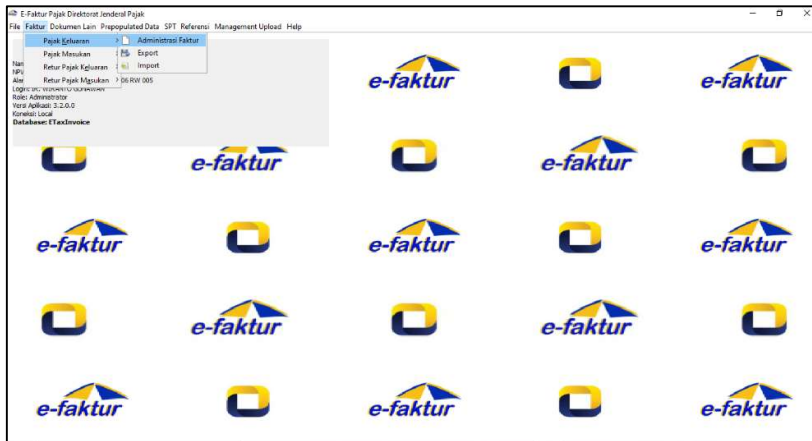 E-Faktur Pajak Direktorat Jenderal Pajak
File Faktur Dokumen Lain Prepopulated Data SPT Referensi Management Upload Help
Pajak Keluaran > Administrasi Faktur
Pajak Masukan Export
Retur Pajak Keluaran Import
Retur Pajak Masukan > 06 RW 005
Role: Administrator
Versi Aplikasi: 3.2.0.0
Koneksi: Local
Database: ETaxInvoice
e-faktur
e-faktur
e-faktur
e-faktur e-faktur
e-faktur e-faktur e-faktur
e-faktur e-faktur
e-faktur e-faktur e-faktur